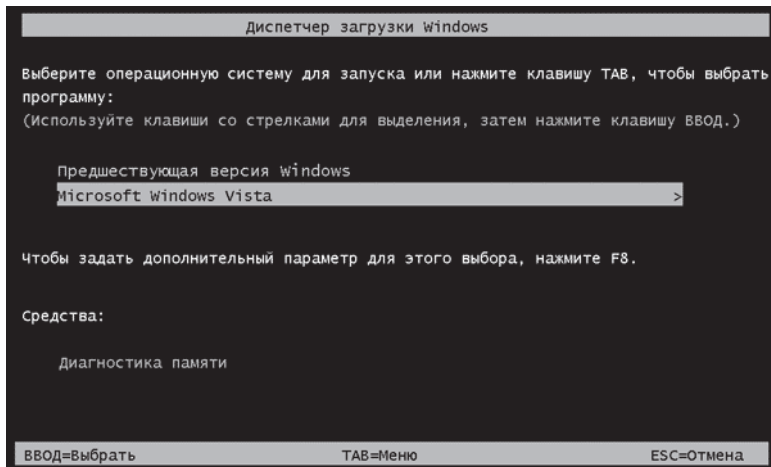 Диспетчер загрузки Windows
Выберите операционную систему для запуска или нажмите клавишу TAB, чтобы выбрать
программу:
(Используйте клавиши со стрелками для выделения, затем нажмите клавишу ВВОД.)
Предшествующая версия Windows
Microsoft Windows Vista >
Чтобы задать дополнительный параметр для этого выбора, нажмите F8.
Средства:
Диагностика памяти
ВВОД=Выбрать TAB=Меню ESC=Отмена